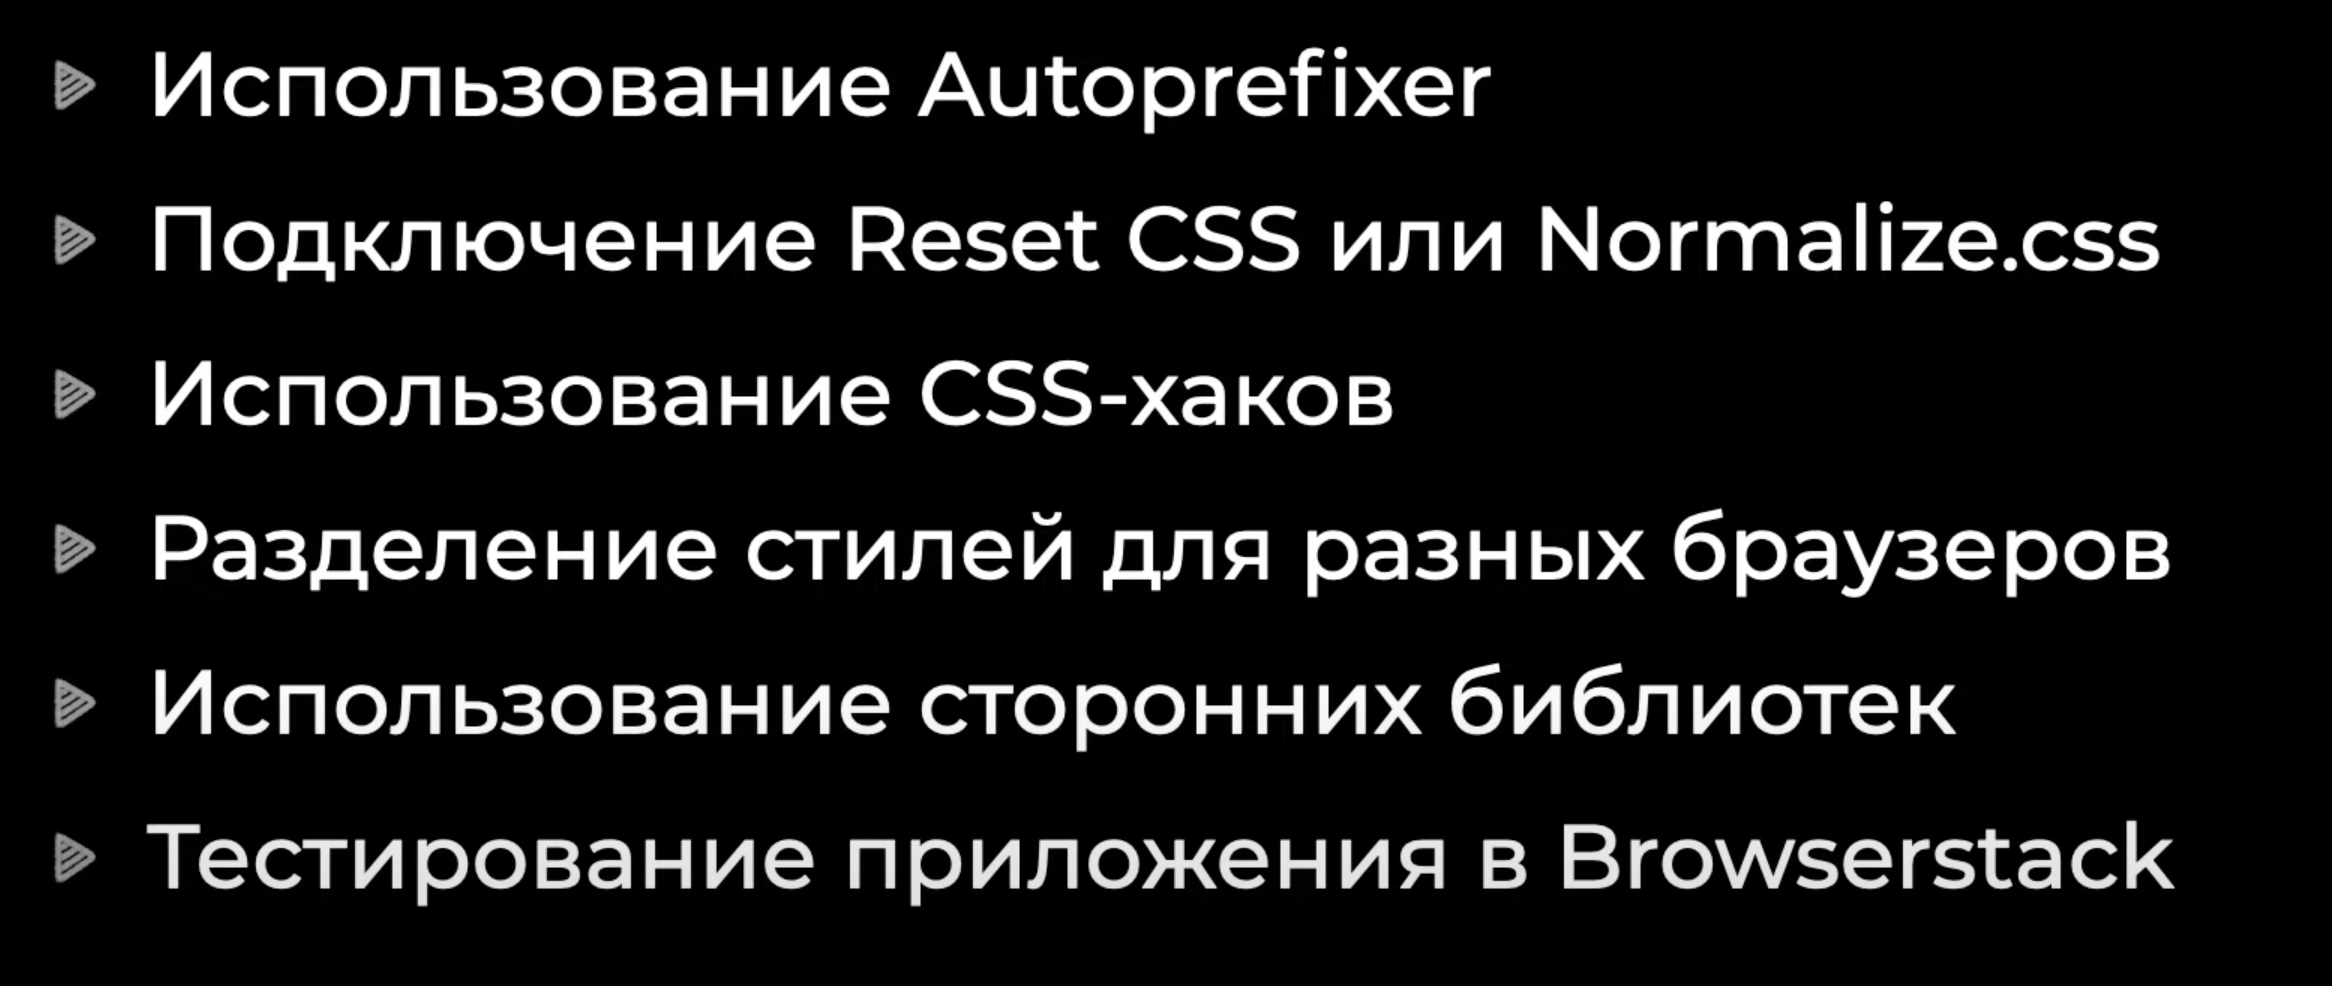 Использование Autoprefixer
Подключение Reset CSS или Normalize.css
Использование CSS-хаков
Разделение стилей для разных браузеров
Использование сторонних библиотек
Тестирование приложения в Browserstack